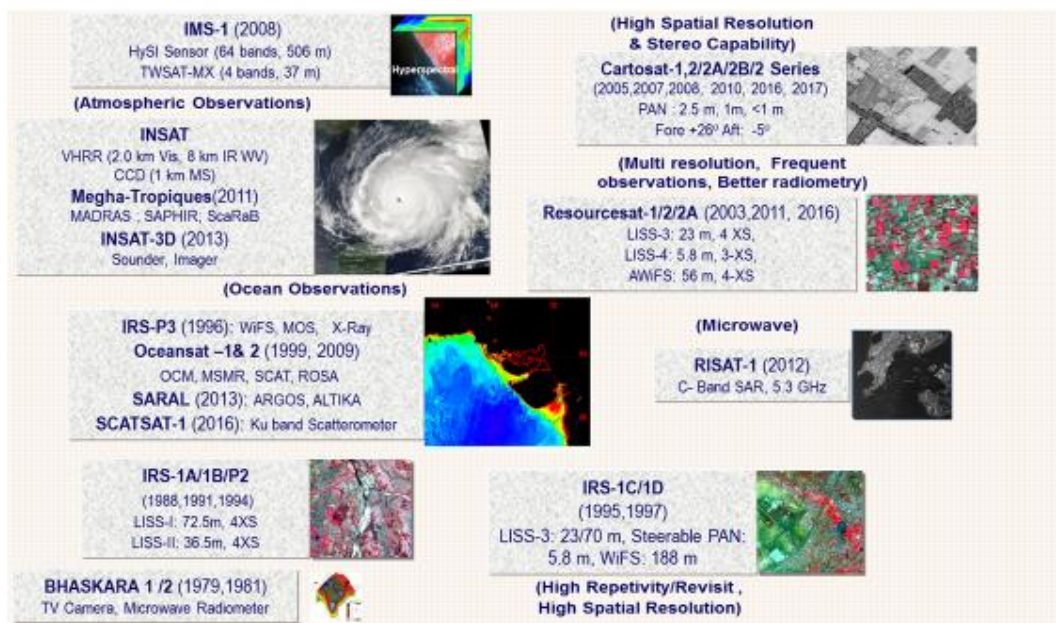 IMS-1 (2008)
HySI Sensor (64 bands, 506 m)
TWSAT-MX (4 bands, 37 m)
Hyperspectral
(Atmospheric Observations)
INSAT
VHRR (2.0 km Vis, 8 km IR WV)
CCD (1 km MS)
Megha-Tropiques(2011)
MADRAS , SAPHIR, ScaRaB
INSAT-3D (2013)
Sounder, Imager
(Ocean Observations)
IRS-P3 (1996): WiFS, MOS, X-Ray
Oceansat –1& 2 (1999, 2009)
OCM, MSMR, SCAT, ROSA
SARAL (2013): ARGOS, ALTIKA
SCATSAT-1 (2016): Ku band Scatterometer
IRS-1A/1B/P2
(1988,1991,1994)
LISS-I: 72.5m, 4XS
LISS-II: 36.5m, 4XS
BHASKARA 1 /2 (1979,1981)
TV Camera, Microwave Radiometer
(High Spatial Resolution
& Stereo Capability)
Cartosat-1,2/2A/2B/2 Series
(2005,2007,2008, 2010, 2016, 2017)
PAN : 2.5 m, 1m, <1 m
Fore +26⁰ Aft: -5⁰
(Multi resolution, Frequent
observations, Better radiometry)
Resourcesat-1/2/2A (2003,2011, 2016)
LISS-3: 23 m, 4 XS,
LISS-4: 5.8 m, 3-XS,
AWiFS: 56 m, 4-XS
(Microwave)
RISAT-1 (2012)
C- Band SAR, 5.3 GHz
IRS-1C/1D
(1995,1997)
LISS-3: 23/70 m, Steerable PAN:
5.8 m, WiFS: 188 m
(High Repetivity/Revisit ,
High Spatial Resolution)